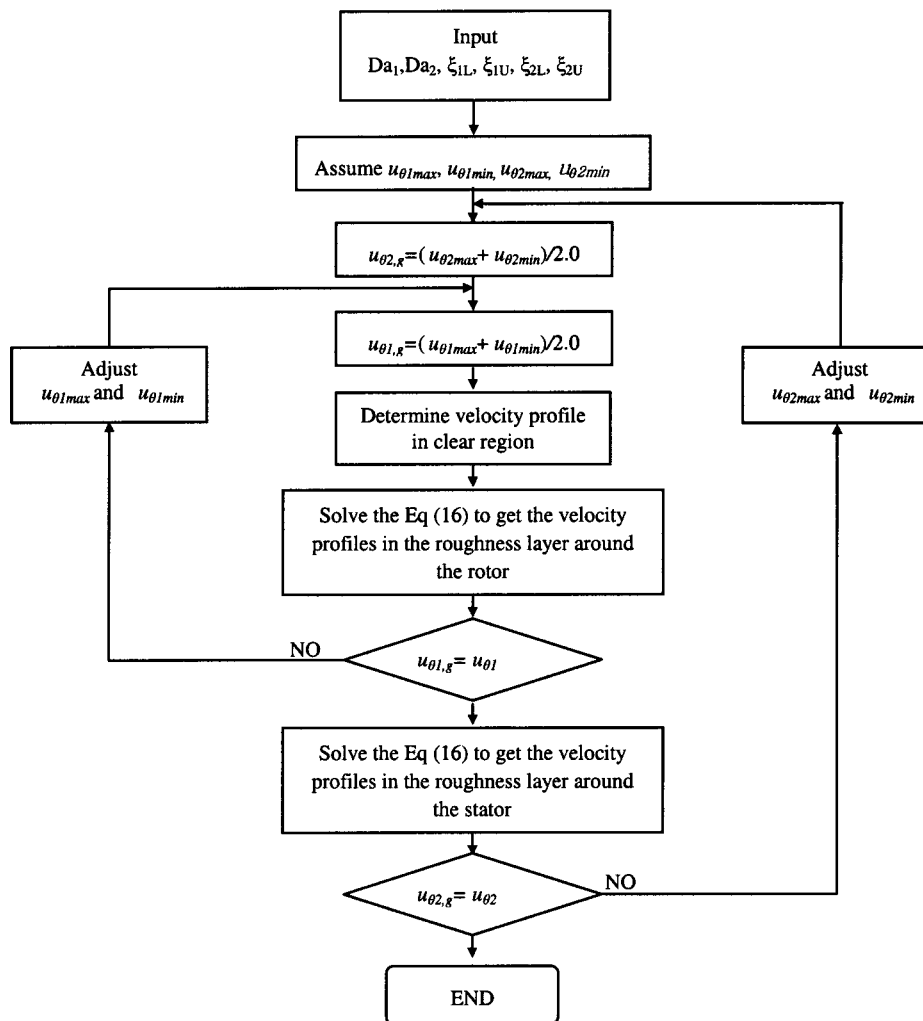 Input
Da₁,Da₂, ξ₁L, ξ₁U, ξ₂L, ξ₂U
Assume uθ1max, uθ1min, uθ2max, uθ2min
uθ2,g=( uθ2max+ uθ2min)/2.0
uθ1,g=( uθ1max+ uθ1min)/2.0
Adjust
uθ1max and uθ1min
Adjust
uθ2max and uθ2min
Determine velocity profile
in clear region
Solve the Eq (16) to get the velocity
profiles in the roughness layer around
the rotor
NO
uθ1,g= uθ1
Solve the Eq (16) to get the velocity
profiles in the roughness layer around
the stator
uθ2,g= uθ2
NO
END